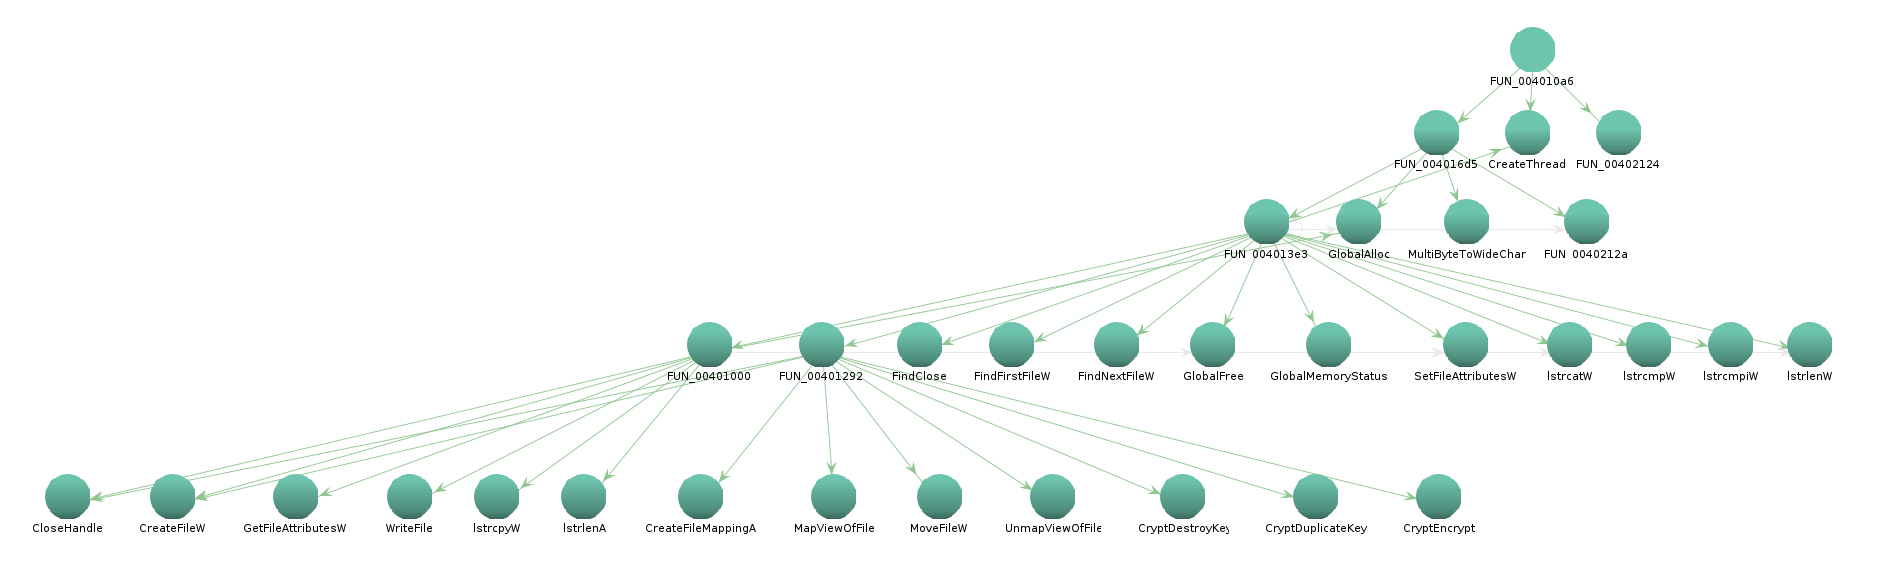 FUN_004010a6
FUN_004016d5 CreateThread FUN_00402124
FUN_004013e3 GlobalAlloc MultiByteToWideChar FUN_0040212a
FUN_00401000 FUN_00401292 FindClose FindFirstFileW FindNextFileW GlobalFree GlobalMemoryStatus SetFileAttributesW lstrcatW lstrcmpW lstrcmpiW lstrlenW
CloseHandle CreateFileW GetFileAttributesW WriteFile lstrcpyW lstrlenA CreateFileMappingA MapViewOfFile MoveFileW UnmapViewOfFile CryptDestroyKey CryptDuplicateKey CryptEncrypt